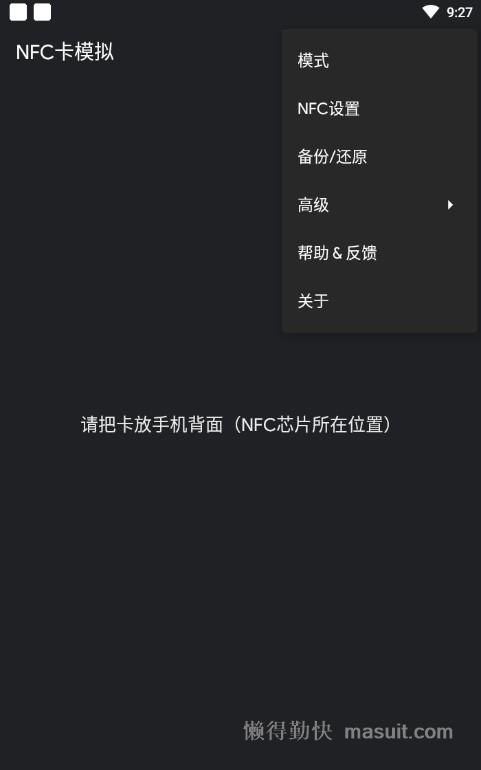 9:27
NFC卡模拟
模式
NFC设置
备份/还原
高级
帮助 & 反馈
关于
请把卡放手机背面（NFC芯片所在位置）
懒得勤快 masuit.com